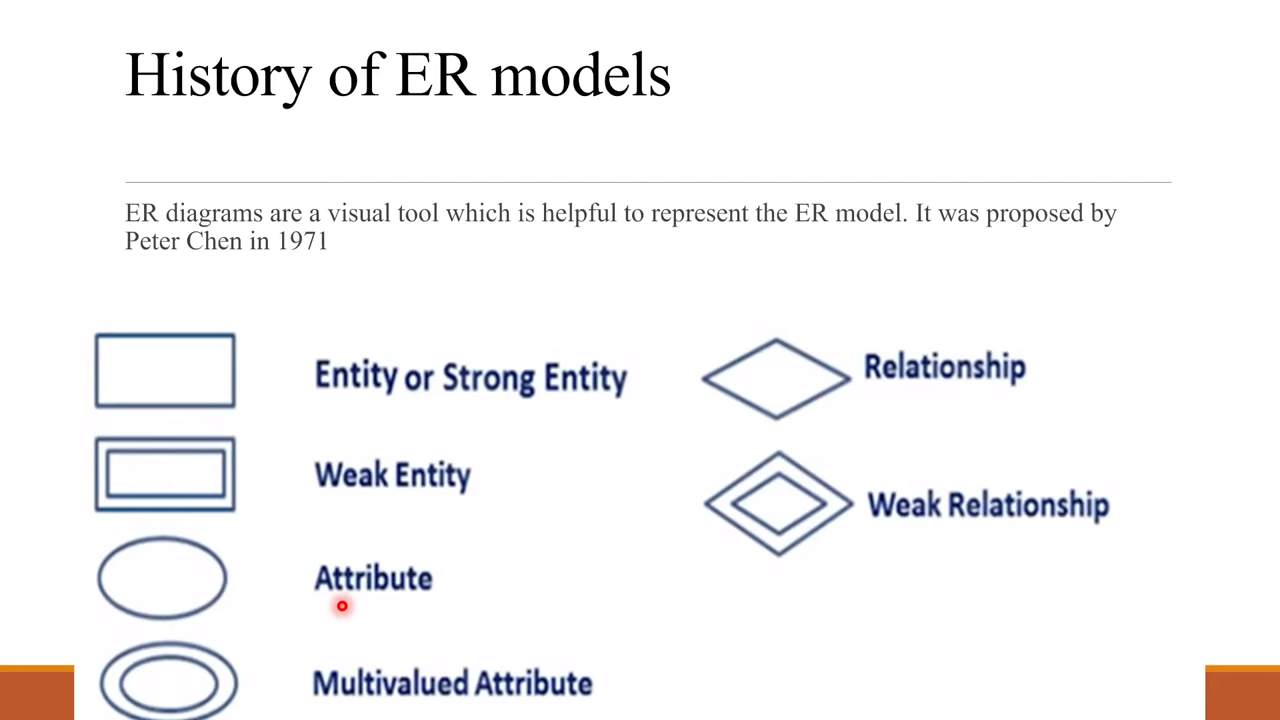 History of ER models
ER diagrams are a visual tool which is helpful to represent the ER model. It was proposed by
Peter Chen in 1971
Entity or Strong Entity
Weak Entity
Attribute
Multivalued Attribute
Relationship
Weak Relationship